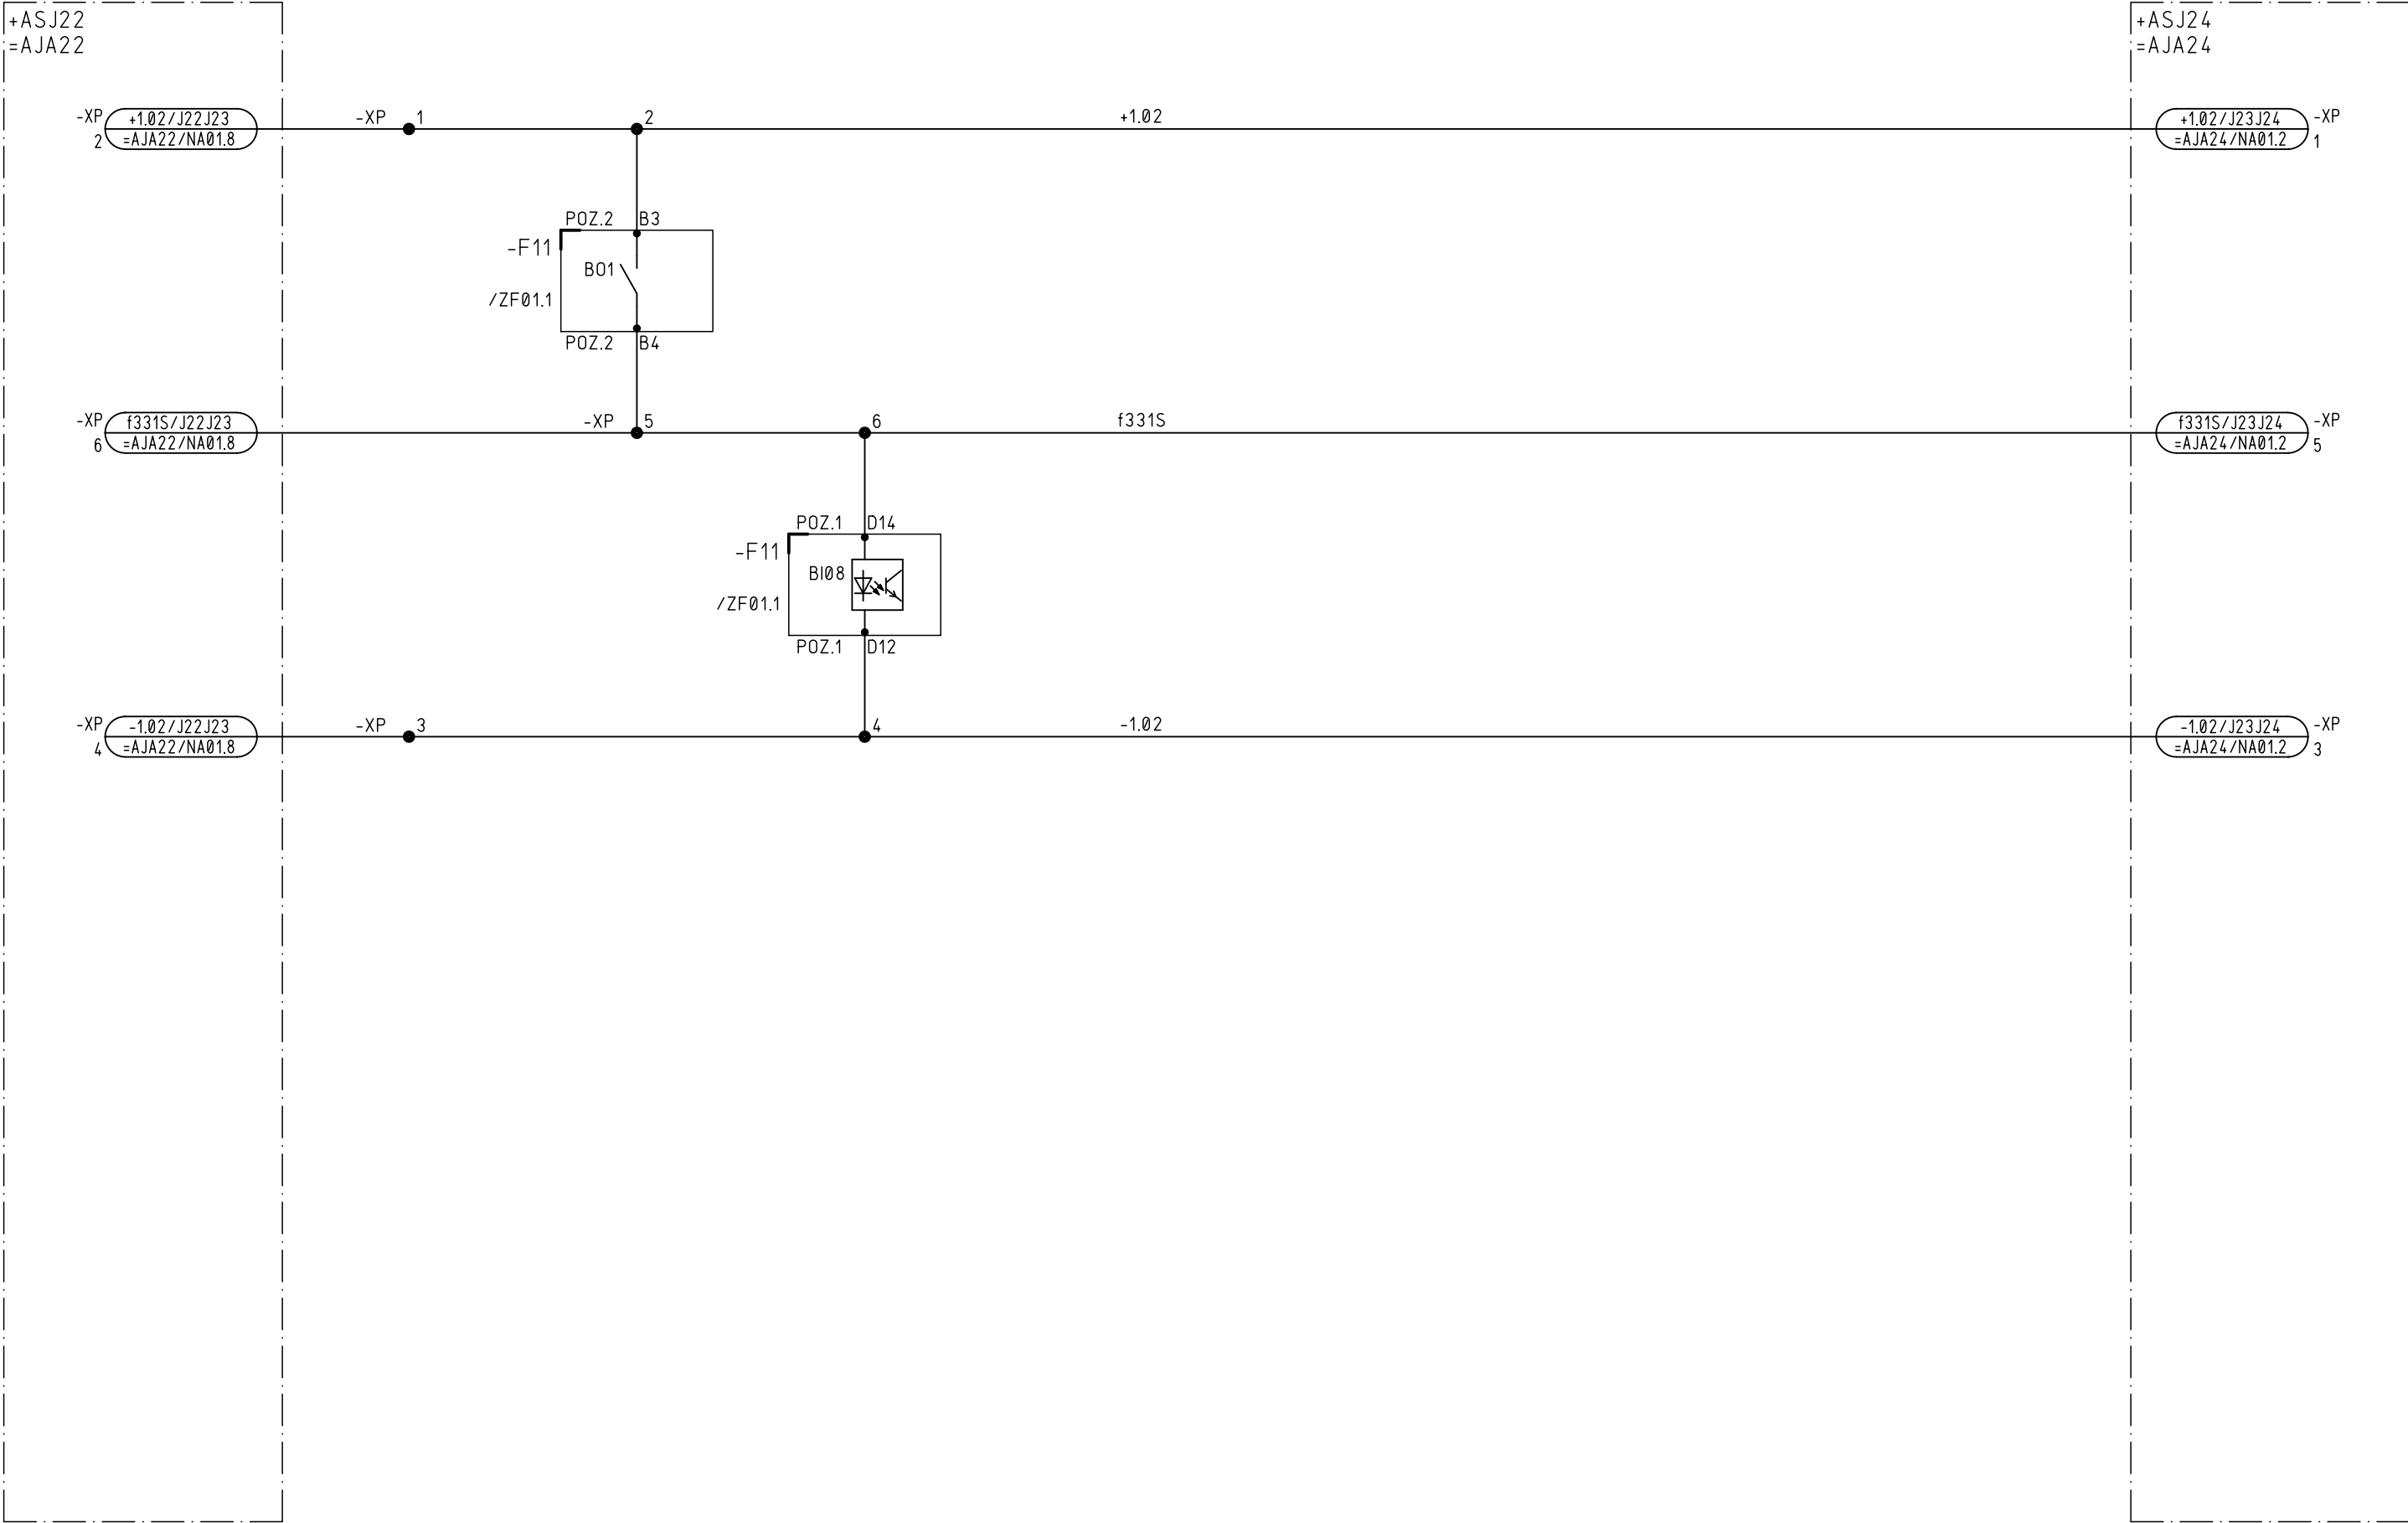 +ASJ22
=AJA22
+ASJ24
=AJA24
-XP
2
+1.02/J22J23
=AJA22/NA01.8
-XP 1
2
+1.02
+1.02/J23J24
=AJA24/NA01.2
-XP
1
POZ.2 B3
-F11
BO1
/ZF01.1
POZ.2 B4
-XP
6
f331S/J22J23
=AJA22/NA01.8
-XP 5
6
f331S
f331S/J23J24
=AJA24/NA01.2
-XP
5
POZ.1 D14
-F11
BI08
/ZF01.1
POZ.1 D12
-XP
4
-1.02/J22J23
=AJA22/NA01.8
-XP 3
4
-1.02
-1.02/J23J24
=AJA24/NA01.2
-XP
3